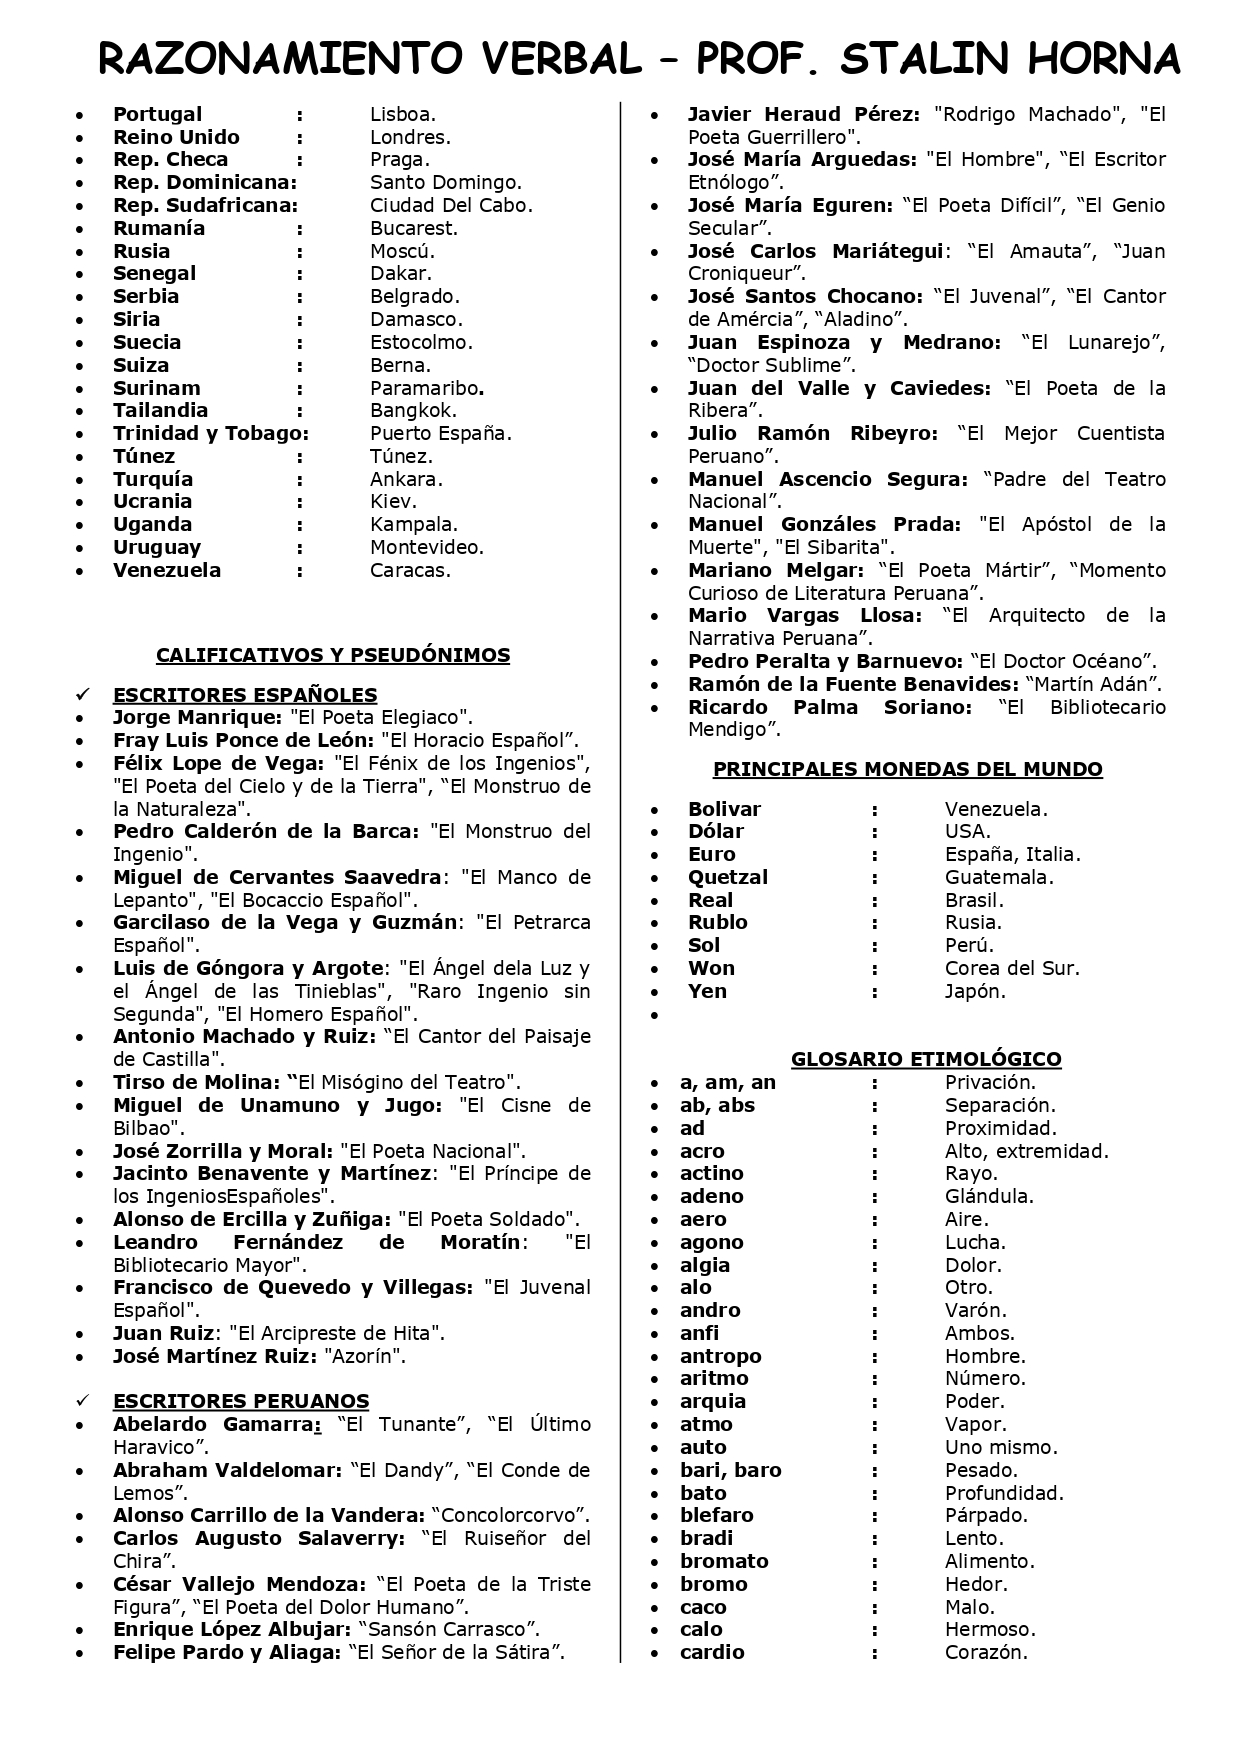 RAZONAMIENTO VERBAL – PROF. STALIN HORNA
• Portugal : Lisboa.
• Reino Unido : Londres.
• Rep. Checa : Praga.
• Rep. Dominicana: Santo Domingo.
• Rep. Sudafricana: Ciudad Del Cabo.
• Rumanía : Bucarest.
• Rusia : Moscú.
• Senegal : Dakar.
• Serbia : Belgrado.
• Siria : Damasco.
• Suecia : Estocolmo.
• Suiza : Berna.
• Surinam : Paramaribo.
• Tailandia : Bangkok.
• Trinidad y Tobago: Puerto España.
• Túnez : Túnez.
• Turquía : Ankara.
• Ucrania : Kiev.
• Uganda : Kampala.
• Uruguay : Montevideo.
• Venezuela : Caracas.
CALIFICATIVOS Y PSEUDÓNIMOS
✓ ESCRITORES ESPAÑOLES
• Jorge Manrique: "El Poeta Elegiaco".
• Fray Luis Ponce de León: "El Horacio Español”.
• Félix Lope de Vega: "El Fénix de los Ingenios",
"El Poeta del Cielo y de la Tierra", “El Monstruo de
la Naturaleza".
• Pedro Calderón de la Barca: "El Monstruo del
Ingenio".
• Miguel de Cervantes Saavedra: "El Manco de
Lepanto", "El Bocaccio Español".
• Garcilaso de la Vega y Guzmán: "El Petrarca
Español".
• Luis de Góngora y Argote: "El Ángel dela Luz y
el Ángel de las Tinieblas", "Raro Ingenio sin
Segunda", "El Homero Español".
• Antonio Machado y Ruiz: “El Cantor del Paisaje
de Castilla".
• Tirso de Molina: “El Misógino del Teatro".
• Miguel de Unamuno y Jugo: "El Cisne de
Bilbao".
• José Zorrilla y Moral: "El Poeta Nacional".
• Jacinto Benavente y Martínez: "El Príncipe de
los IngeniosEspañoles".
• Alonso de Ercilla y Zuñiga: "El Poeta Soldado".
• Leandro Fernández de Moratín: "El
Bibliotecario Mayor".
• Francisco de Quevedo y Villegas: "El Juvenal
Español".
• Juan Ruiz: "El Arcipreste de Hita".
• José Martínez Ruiz: "Azorín".
✓ ESCRITORES PERUANOS
• Abelardo Gamarra: “El Tunante”, “El Último
Haravico”.
• Abraham Valdelomar: “El Dandy”, “El Conde de
Lemos”.
• Alonso Carrillo de la Vandera: “Concolorcorvo”.
• Carlos Augusto Salaverry: “El Ruiseñor del
Chira”.
• César Vallejo Mendoza: “El Poeta de la Triste
Figura”, “El Poeta del Dolor Humano”.
• Enrique López Albujar: “Sansón Carrasco”.
• Felipe Pardo y Aliaga: “El Señor de la Sátira”.
• Javier Heraud Pérez: "Rodrigo Machado", "El
Poeta Guerrillero".
• José María Arguedas: "El Hombre", “El Escritor
Etnólogo”.
• José María Eguren: “El Poeta Difícil”, “El Genio
Secular”.
• José Carlos Mariátegui: “El Amauta”, “Juan
Croniqueur”.
• José Santos Chocano: “El Juvenal”, “El Cantor
de Amércia”, “Aladino”.
• Juan Espinoza y Medrano: “El Lunarejo”,
“Doctor Sublime”.
• Juan del Valle y Caviedes: “El Poeta de la
Ribera”.
• Julio Ramón Ribeyro: “El Mejor Cuentista
Peruano”.
• Manuel Ascencio Segura: “Padre del Teatro
Nacional”.
• Manuel Gonzáles Prada: "El Apóstol de la
Muerte", "El Sibarita".
• Mariano Melgar: “El Poeta Mártir”, “Momento
Curioso de Literatura Peruana”.
• Mario Vargas Llosa: “El Arquitecto de la
Narrativa Peruana”.
• Pedro Peralta y Barnuevo: “El Doctor Océano”.
• Ramón de la Fuente Benavides: “Martín Adán”.
• Ricardo Palma Soriano: “El Bibliotecario
Mendigo”.
PRINCIPALES MONEDAS DEL MUNDO
• Bolivar : Venezuela.
• Dólar : USA.
• Euro : España, Italia.
• Quetzal : Guatemala.
• Real : Brasil.
• Rublo : Rusia.
• Sol : Perú.
• Won : Corea del Sur.
• Yen : Japón.
•
GLOSARIO ETIMOLÓGICO
• a, am, an : Privación.
• ab, abs : Separación.
• ad : Proximidad.
• acro : Alto, extremidad.
• actino : Rayo.
• adeno : Glándula.
• aero : Aire.
• agono : Lucha.
• algia : Dolor.
• alo : Otro.
• andro : Varón.
• anfi : Ambos.
• antropo : Hombre.
• aritmo : Número.
• arquia : Poder.
• atmo : Vapor.
• auto : Uno mismo.
• bari, baro : Pesado.
• bato : Profundidad.
• blefaro : Párpado.
• bradi : Lento.
• bromato : Alimento.
• bromo : Hedor.
• caco : Malo.
• calo : Hermoso.
• cardio : Corazón.